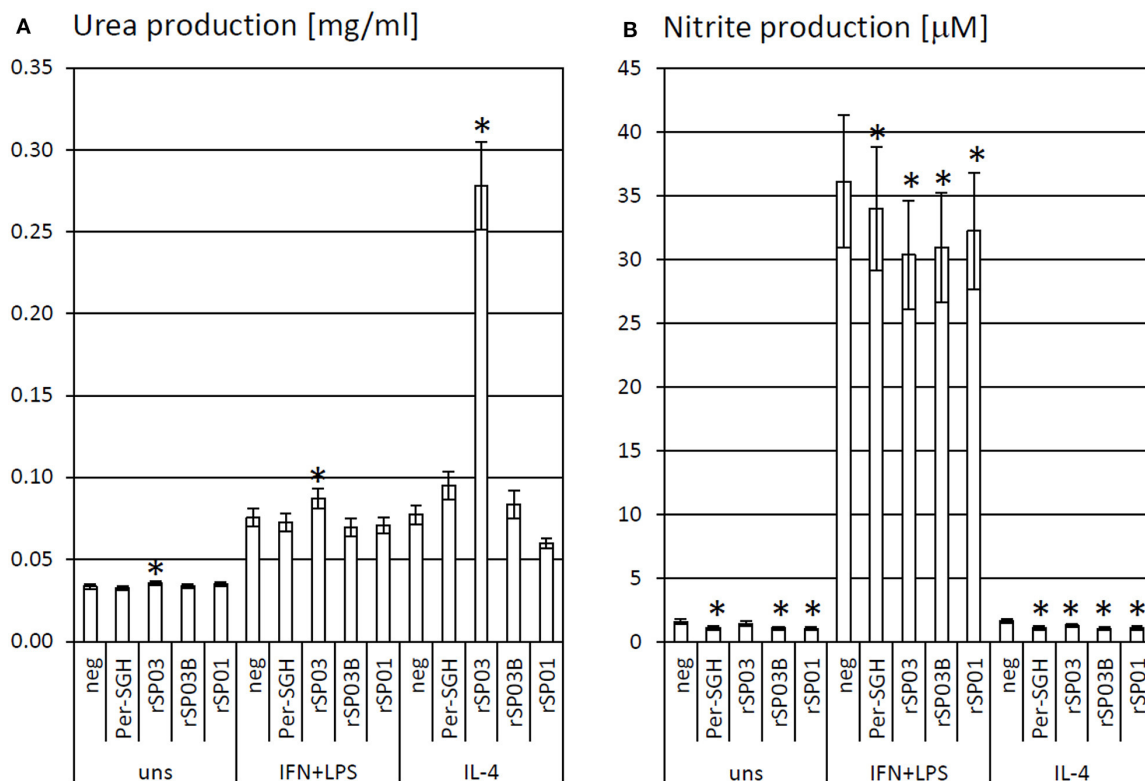 A Urea production [mg/ml]
0.35
0.30
0.25
0.20
0.15
0.10
0.05
0.00
*
*
*
neg
Per-SGH
rSP03
rSP03B
rSP01
neg
Per-SGH
rSP03
rSP03B
rSP01
neg
Per-SGH
rSP03
rSP03B
rSP01
uns IFN+LPS IL-4
B Nitrite production [μM]
45
40
35
30
25
20
15
10
5
0
* * * *
* * * * * * *
neg
Per-SGH
rSP03
rSP03B
rSP01
neg
Per-SGH
rSP03
rSP03B
rSP01
neg
Per-SGH
rSP03
rSP03B
rSP01
uns IFN+LPS IL-4